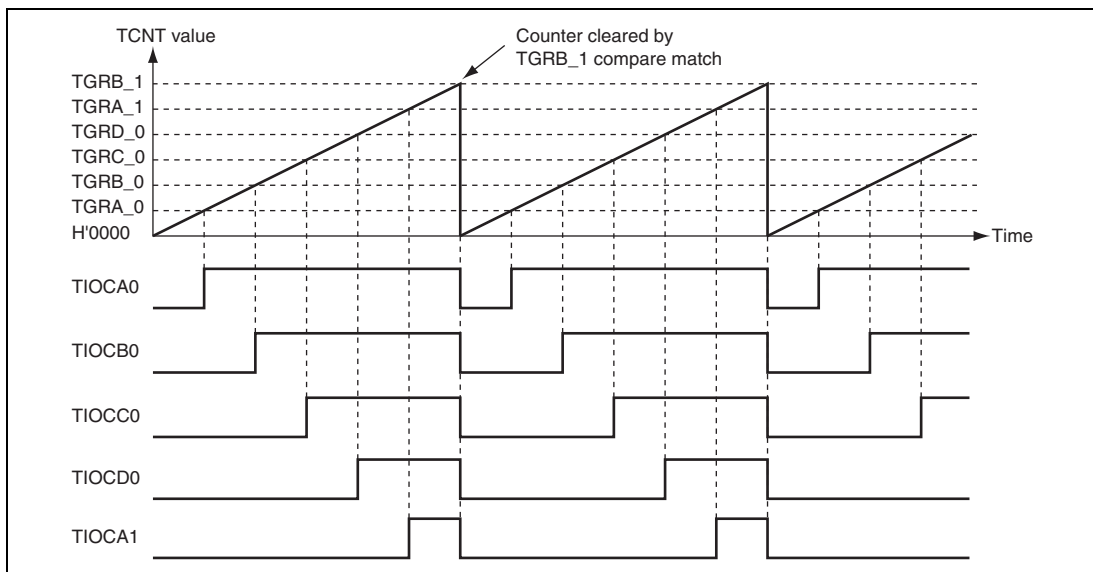 TCNT value
Counter cleared by
TGRB_1 compare match
TGRB_1
TGRA_1
TGRD_0
TGRC_0
TGRB_0
TGRA_0
H'0000
Time
TIOCA0
TIOCB0
TIOCC0
TIOCD0
TIOCA1